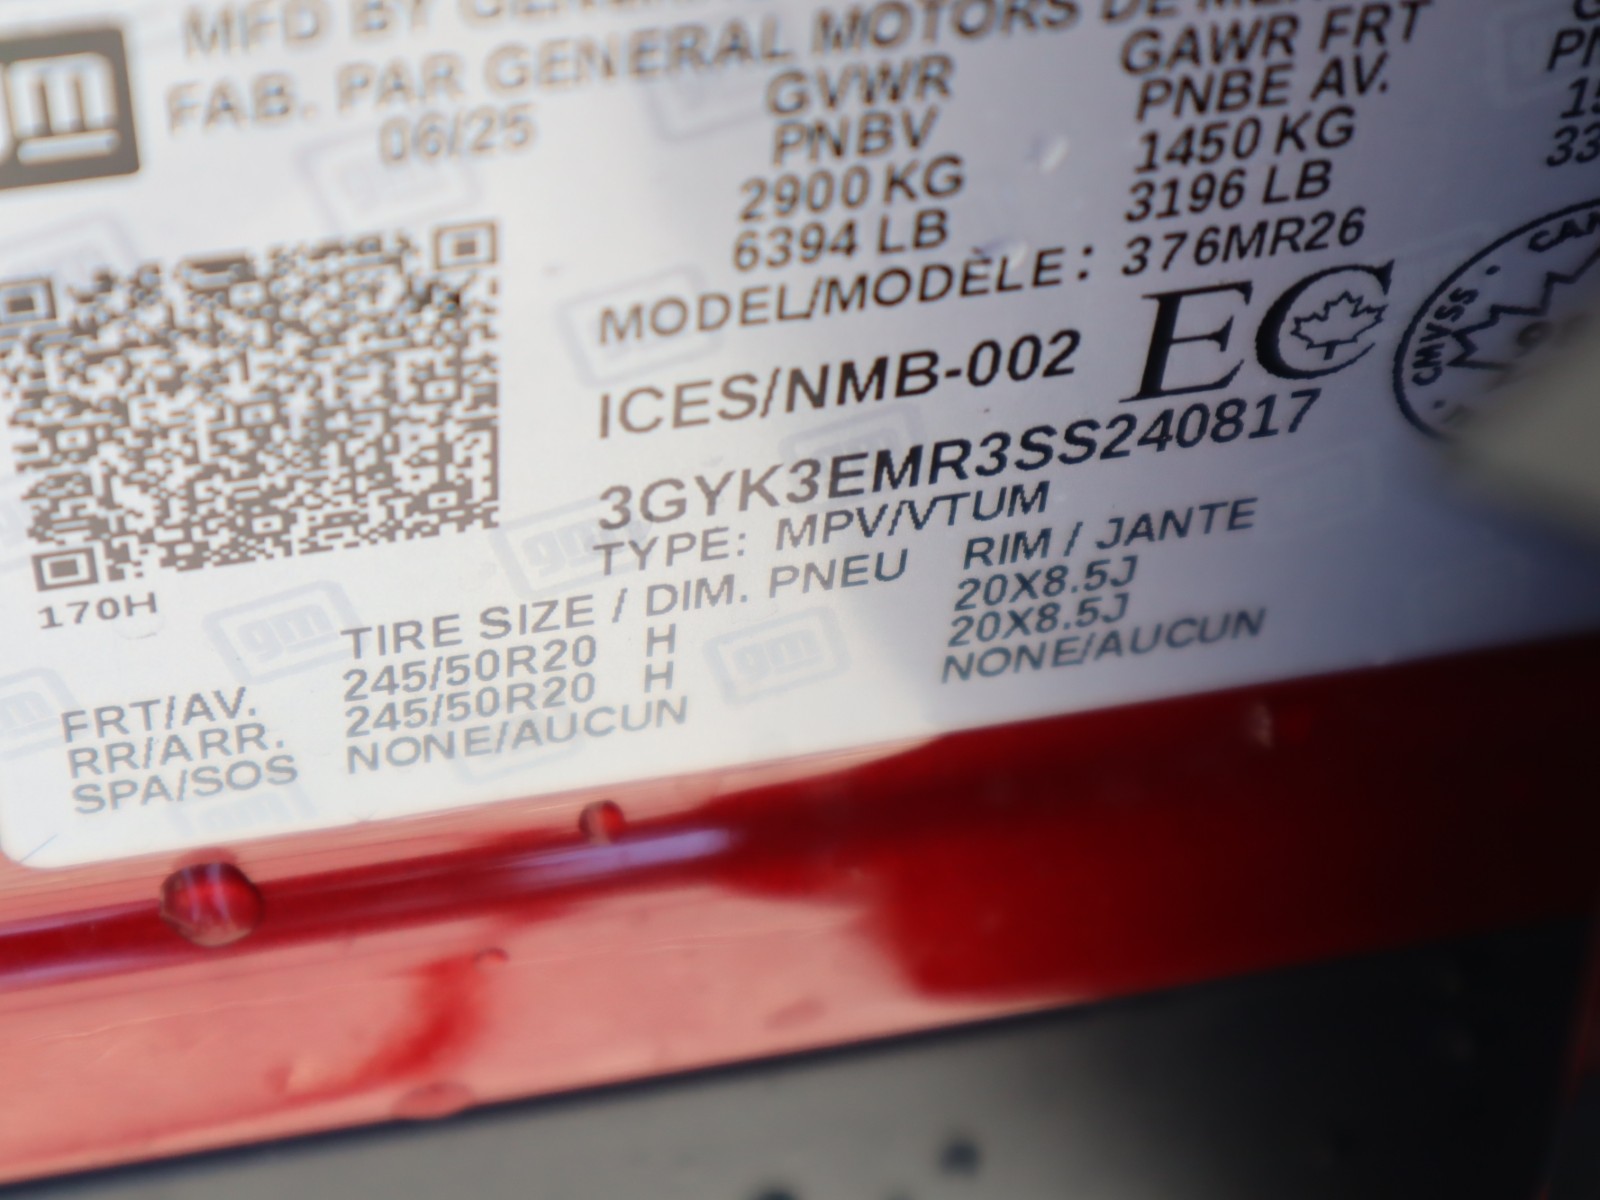 gm
MFD BY GENERAL
FAB. PAR GENERAL MOTORS DE
06/25
GVWR
PNBV
2900 KG
6394 LB
GAWR FRT
PNBE AV.
1450 KG
3196 LB
MODEL/MODÈLE: 376MR26
ICES/NMB-002 EC
CMVSS
3GYK3EMR3SS240817
TYPE: MPV/VTUM
170H
TIRE SIZE / DIM. PNEU RIM / JANTE
FRT/AV. 245/50R20 H 20X8.5J
RR/ARR. 245/50R20 H 20X8.5J
SPA/SOS NONE/AUCUN NONE/AUCUN